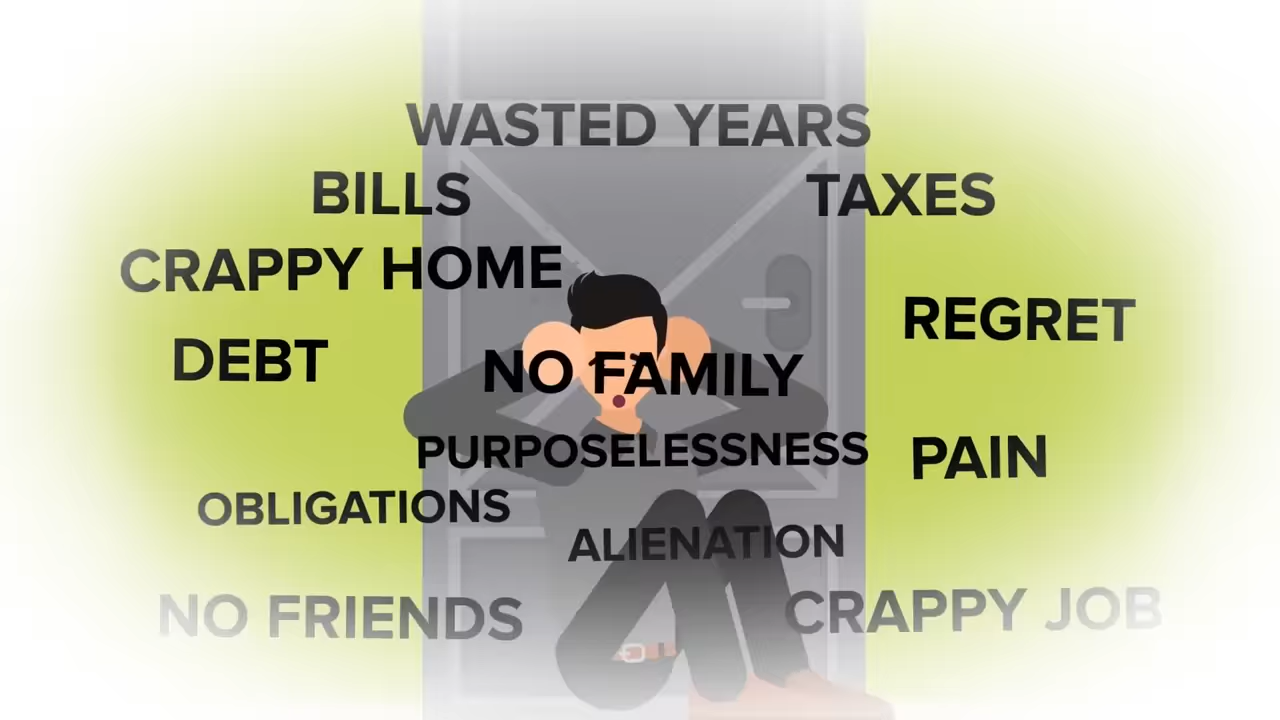 WASTED YEARS
BILLS
TAXES
CRAPPY HOME
REGRET
DEBT
NO FAMILY
PURPOSELESSNESS
PAIN
OBLIGATIONS
ALIENATION
NO FRIENDS
CRAPPY JOB